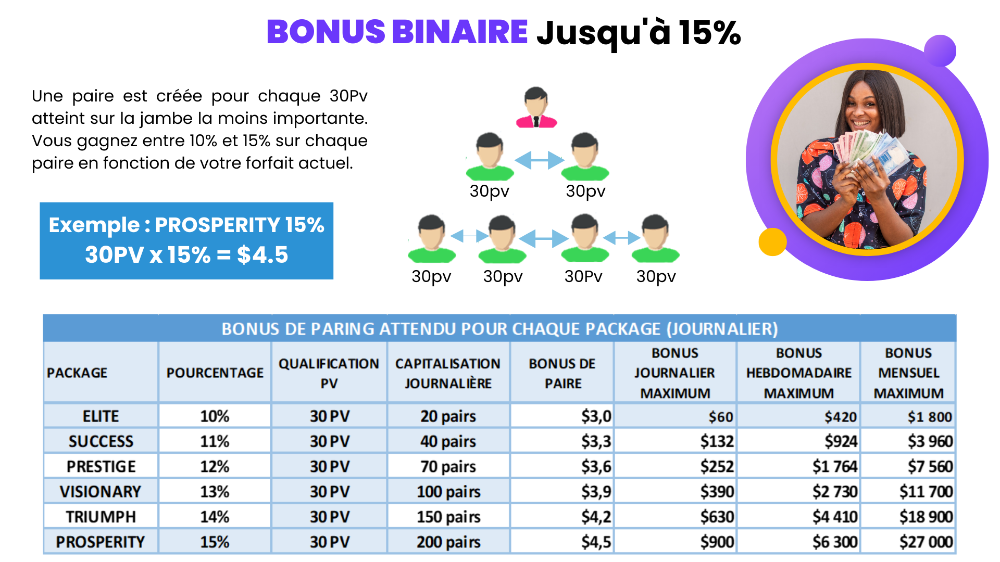 BONUS BINAIRE Jusqu'à 15%
Une paire est créée pour chaque 30Pv
atteint sur la jambe la moins importante.
Vous gagnez entre 10% et 15% sur chaque
paire en fonction de votre forfait actuel.
Exemple : PROSPERITY 15%
30PV x 15% = $4.5
30pv 30pv
30pv 30pv 30Pv 30pv
BONUS DE PARING ATTENDU POUR CHAQUE PACKAGE (JOURNALIER)
PACKAGE POURCENTAGE QUALIFICATION PV CAPITALISATION JOURNALIÈRE BONUS DE PAIRE BONUS JOURNALIER MAXIMUM BONUS HEBDOMADAIRE MAXIMUM BONUS MENSUEL MAXIMUM
ELITE 10% 30 PV 20 pairs $3,0 $60 $420 $1 800
SUCCESS 11% 30 PV 40 pairs $3,3 $132 $924 $3 960
PRESTIGE 12% 30 PV 70 pairs $3,6 $252 $1 764 $7 560
VISIONARY 13% 30 PV 100 pairs $3,9 $390 $2 730 $11 700
TRIUMPH 14% 30 PV 150 pairs $4,2 $630 $4 410 $18 900
PROSPERITY 15% 30 PV 200 pairs $4,5 $900 $6 300 $27 000